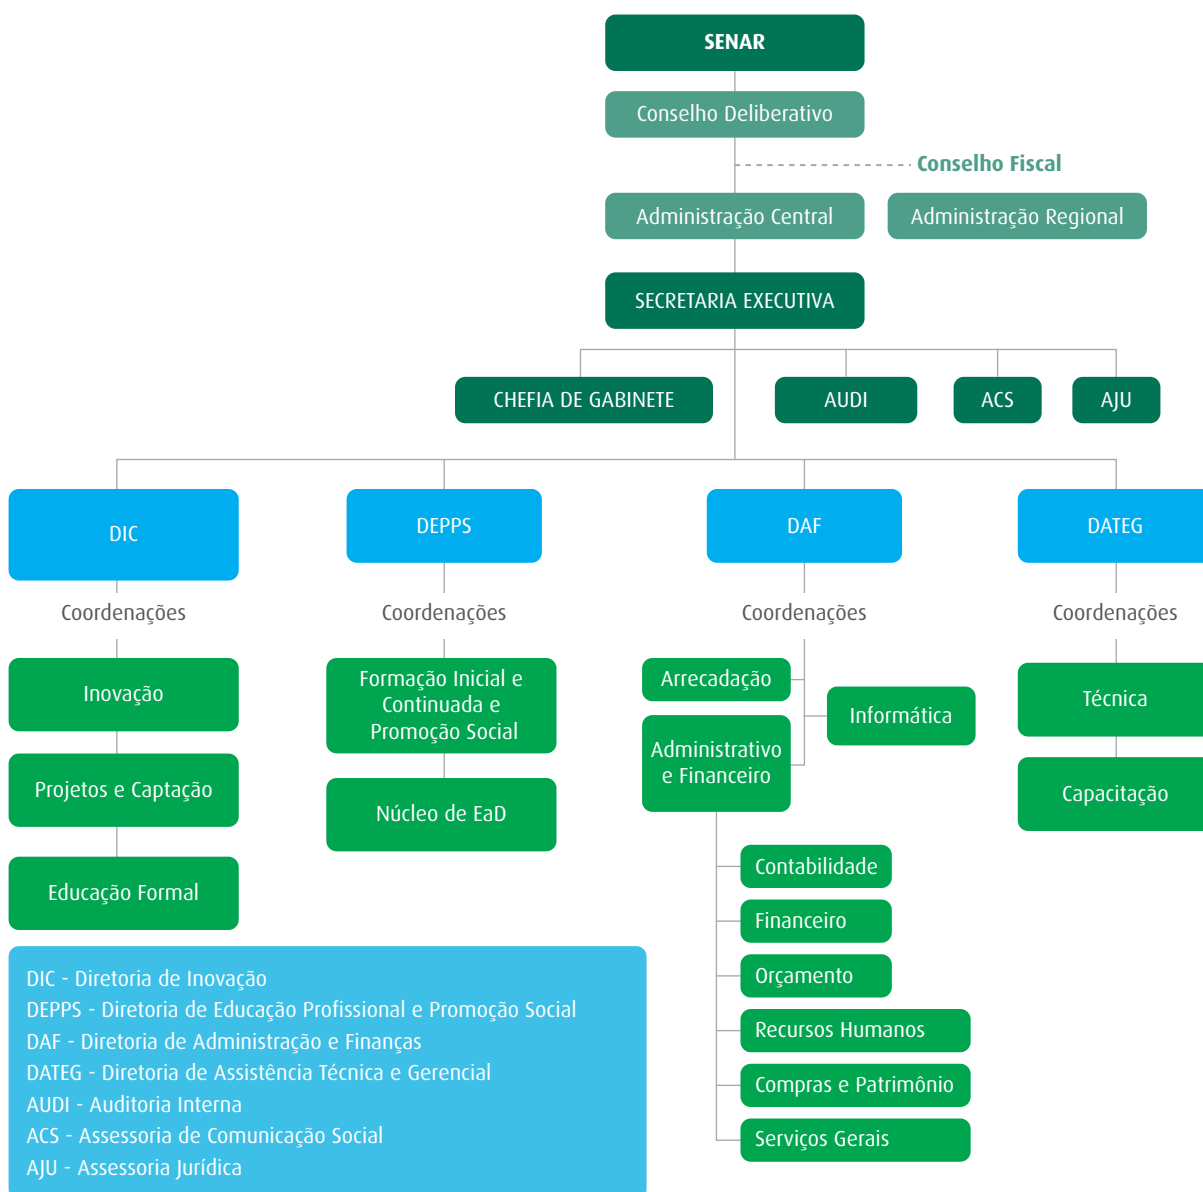 SENAR
Conselho Deliberativo
Conselho Fiscal
Administração Central
Administração Regional
SECRETARIA EXECUTIVA
CHEFIA DE GABINETE
AUDI
ACS
AJU
DIC
DEPPS
DAF
DATEG
Coordenações
Coordenações
Coordenações
Coordenações
Inovação
Projetos e Captação
Educação Formal
Formação Inicial e
Continuada e
Promoção Social
Núcleo de EaD
Arrecadação
Informática
Administrativo
e Financeiro
Contabilidade
Financeiro
Orçamento
Recursos Humanos
Compras e Patrimônio
Serviços Gerais
Técnica
Capacitação
DIC - Diretoria de Inovação
DEPPS - Diretoria de Educação Profissional e Promoção Social
DAF - Diretoria de Administração e Finanças
DATEG - Diretoria de Assistência Técnica e Gerencial
AUDI - Auditoria Interna
ACS - Assessoria de Comunicação Social
AJU - Assessoria Jurídica